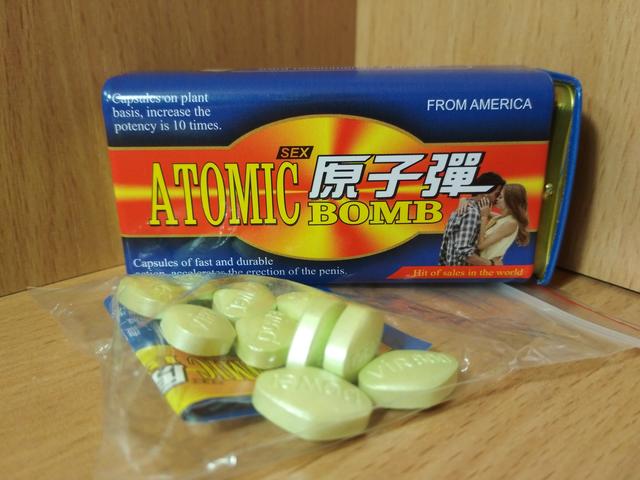 Capsules on plant
basis, increase the
potency is 10 times.
FROM AMERICA
SEX
ATOMIC 原子彈
BOMB
Capsules of fast and durable
action, accelerates the erection of the penis.
Hit of sales in the world